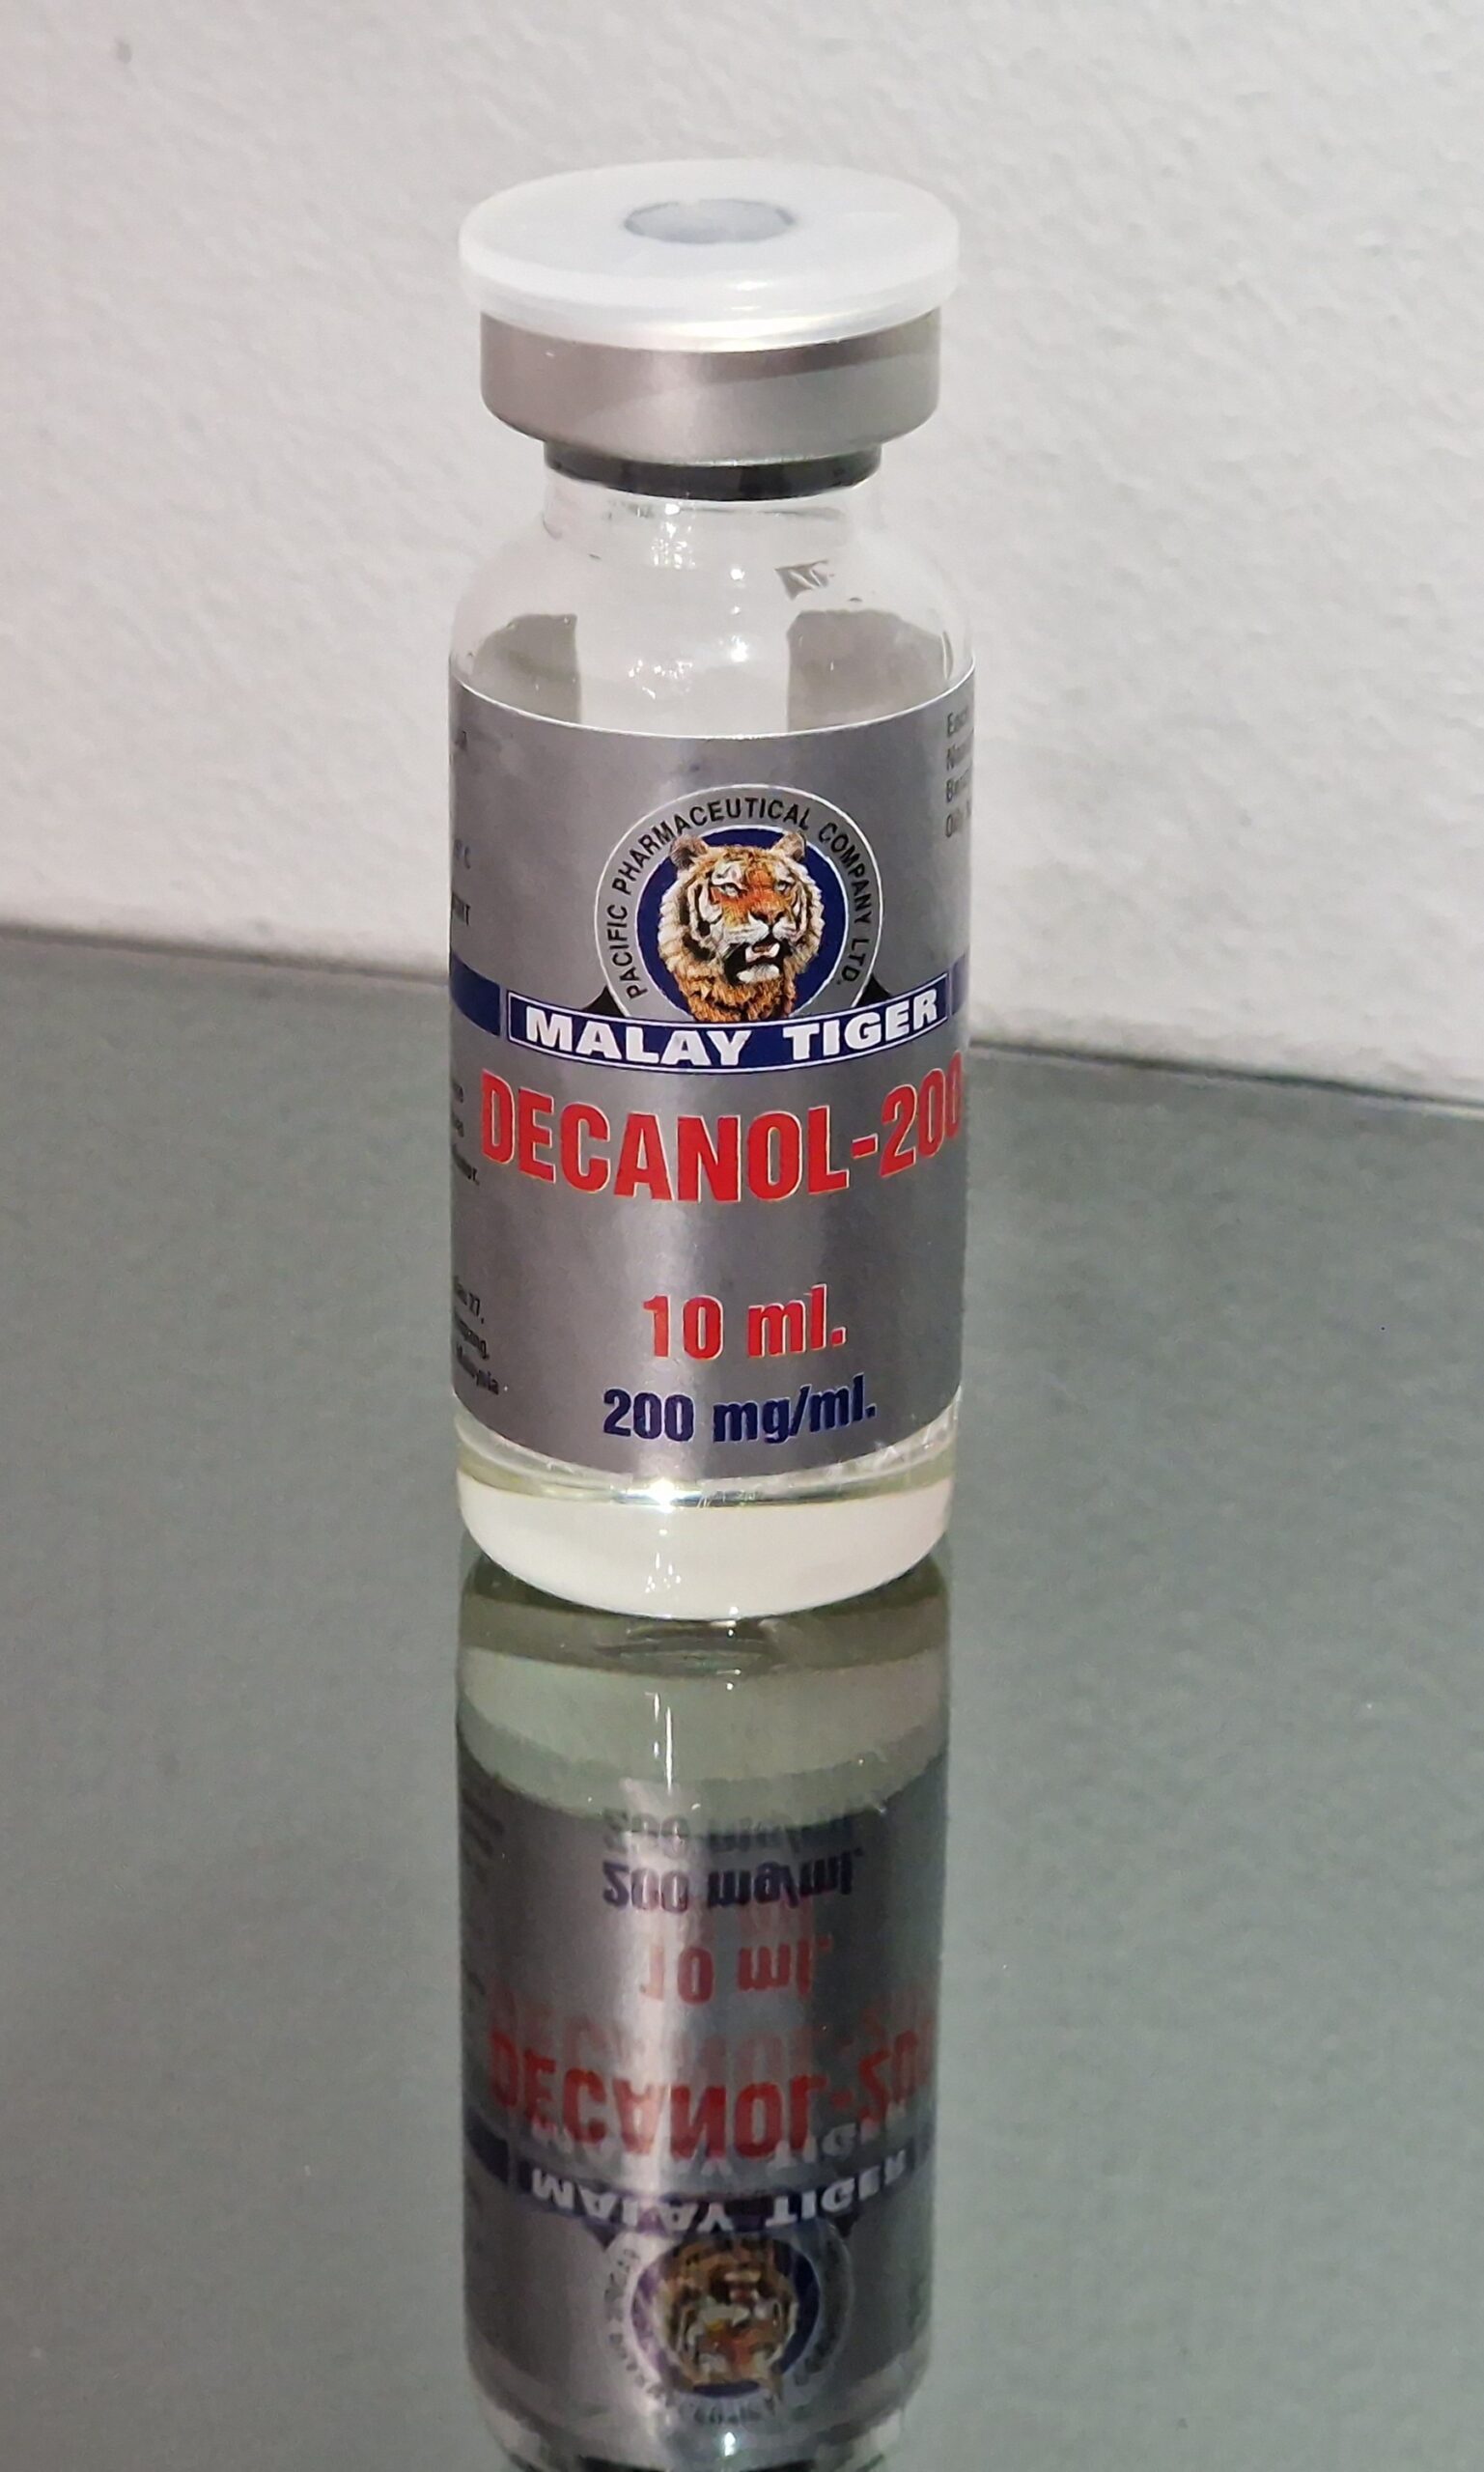 PACIFIC PHARMACEUTICAL COMPANY LTD.
MALAY TIGER
DECANOL-200
10 ml.
200 mg/ml.